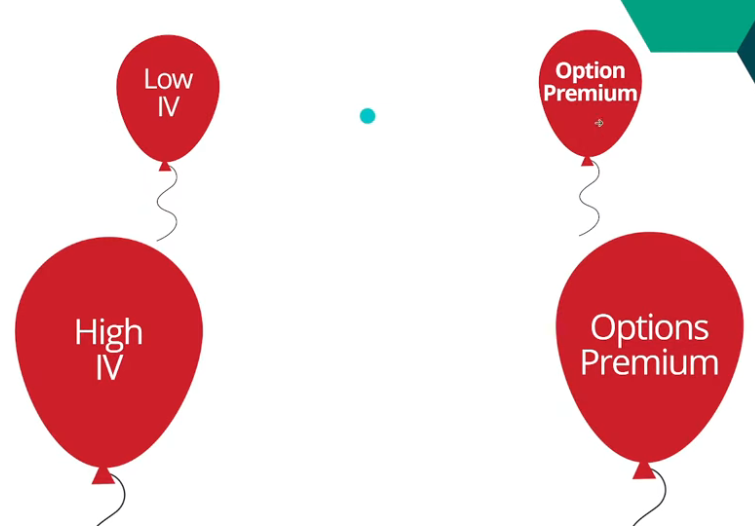 Low
IV
Option
Premium
High
IV
Options
Premium